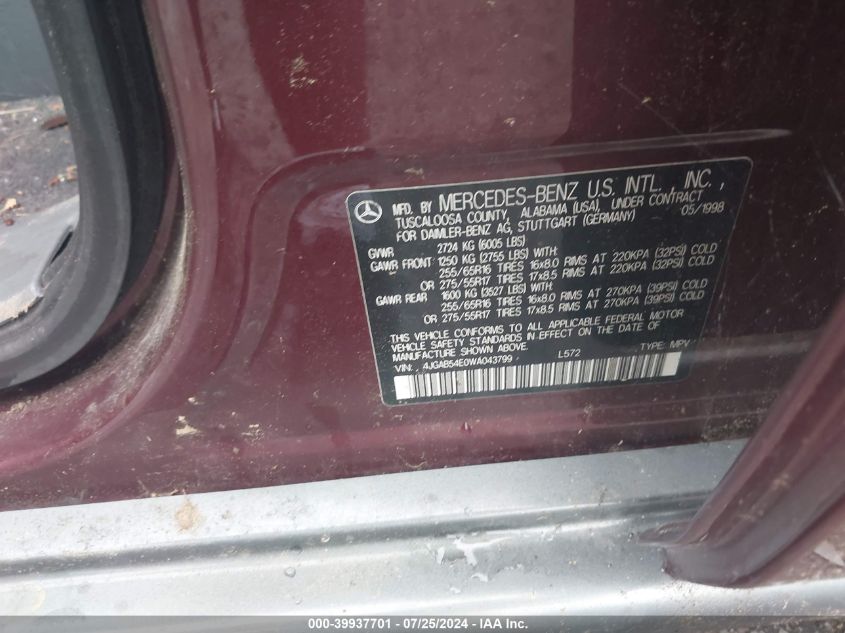 MFD. BY MERCEDES-BENZ U.S. INTL., INC.,
TUSCALOOSA COUNTY, ALABAMA (USA), UNDER CONTRACT
FOR DAIMLER-BENZ AG, STUTTGART (GERMANY) 05/1998
GVWR 2724 KG (6005 LBS)
GAWR FRONT 1250 KG (2755 LBS) WITH:
255/65R16 TIRES 16x8.0 RIMS AT 220KPA (32PSI) COLD
OR 275/55R17 TIRES 17x8.5 RIMS AT 220KPA (32PSI) COLD
GAWR REAR 1600 KG (3527 LBS) WITH:
255/65R16 TIRES 16x8.0 RIMS AT 270KPA (39PSI) COLD
OR 275/55R17 TIRES 17x8.5 RIMS AT 270KPA (39PSI) COLD
THIS VEHICLE CONFORMS TO ALL APPLICABLE FEDERAL MOTOR
VEHICLE SAFETY STANDARDS IN EFFECT ON THE DATE OF
MANUFACTURE SHOWN ABOVE. L572 TYPE: MPV
VIN: 4JGAB54E0WA043799
000-39937701 - 07/25/2024 - IAA Inc.